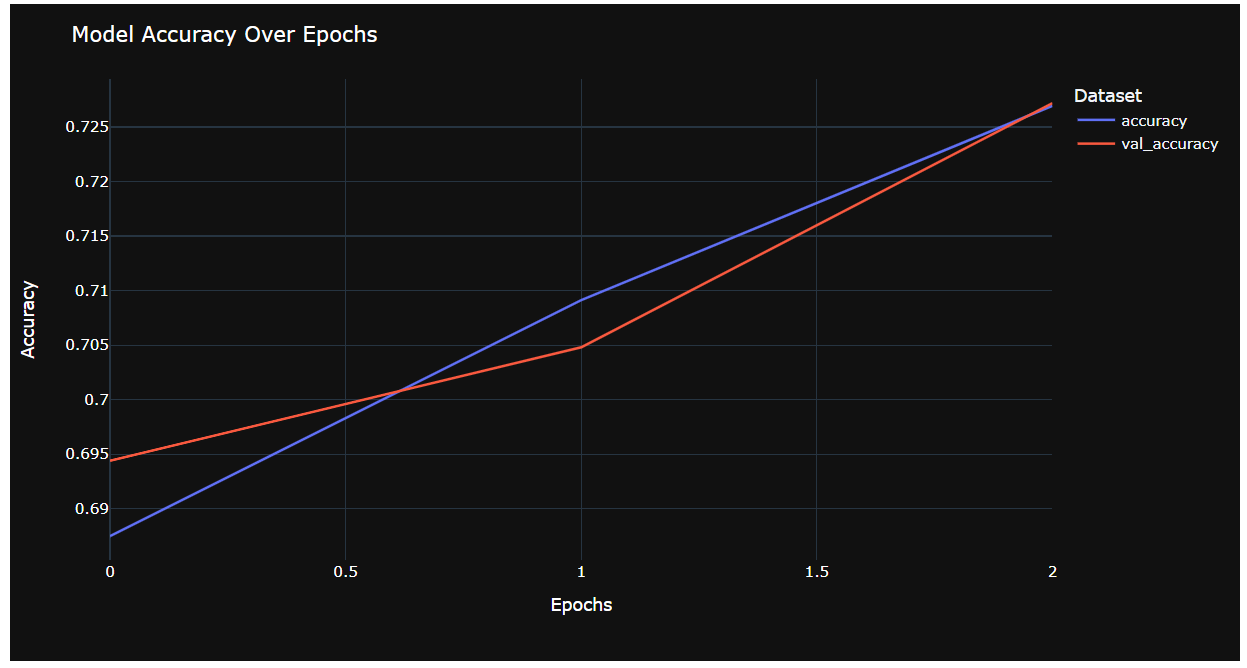 Model Accuracy Over Epochs
Dataset
accuracy
val_accuracy
0.725
0.72
0.715
0.71
0.705
0.7
0.695
0.69
Accuracy
0
0.5
1
1.5
2
Epochs